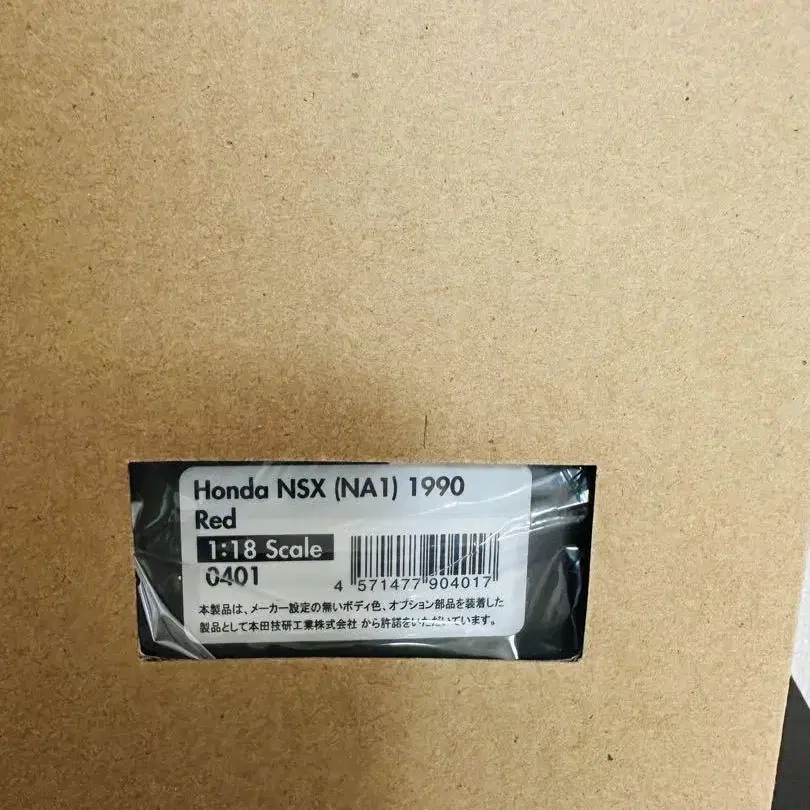 Honda NSX (NA1) 1990
Red
1:18 Scale
0401
4 571477 904017
本製品は、メーカー設定の無いボディ色、オプション部品を装着した
製品として本田技研工業株式会社 から許諾をいただいています。